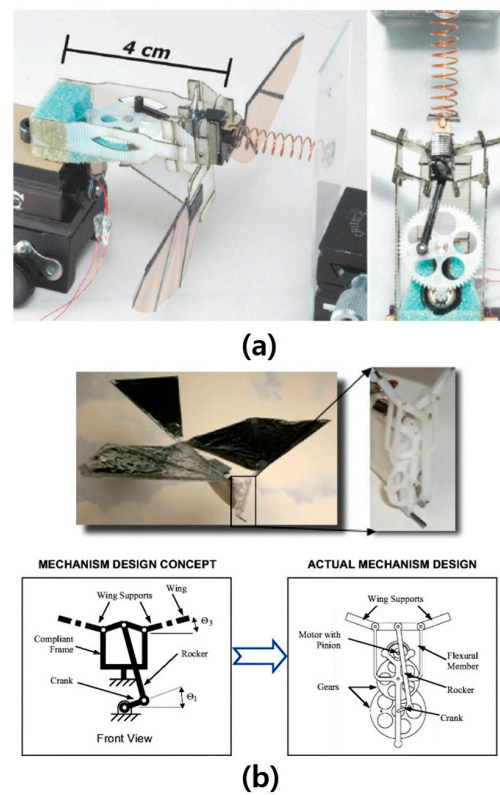 4 cm
(a)
MECHANISM DESIGN CONCEPT
Wing Supports
Wing
Θ3
Compliant
Frame
Rocker
Crank
Θ1
Front View
ACTUAL MECHANISM DESIGN
Wing Supports
Motor with
Pinion
Flexural
Member
Rocker
Gears
Crank
(b)